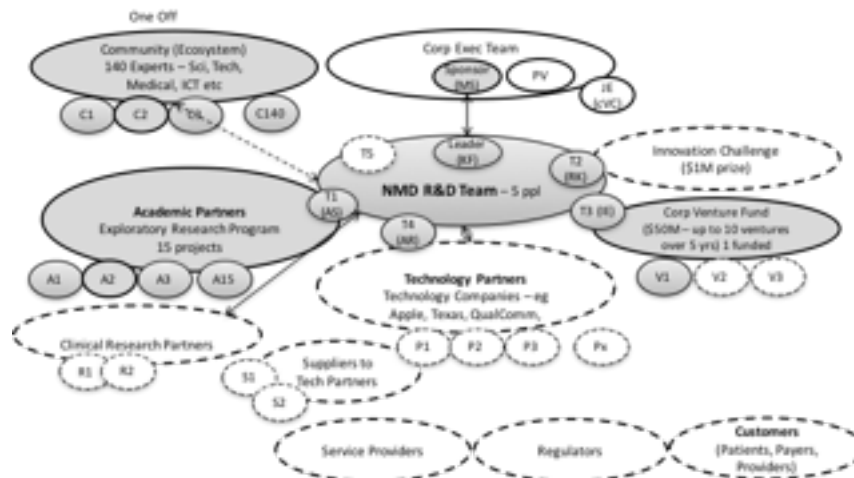 One Off
Community (Ecosystem)
140 Experts – Sci, Tech,
Medical, ICT etc
C1
C2
C140
Corp Exec Team
Sponsor
(MS)
PV
JE
(cVC)
T5
Leader
(KF)
T2
(RK)
Innovation Challenge
($1M prize)
NMD R&D Team – 5 ppl
T1
(AS)
T3 (IE)
T4
(AR)
Academic Partners
Exploratory Research Program
15 projects
A1
A2
A3
A15
Corp Venture Fund
($50M – up to 10 ventures
over 5 yrs) 1 funded
V1
V2
V3
Technology Partners
Technology Companies – eg
Apple, Texas, QualComm,
P1
P2
P3
Px
Clinical Research Partners
R1
R2
Suppliers to
Tech Partners
S1
S2
Service Providers
Regulators
Customers
(Patients, Payers,
Providers)